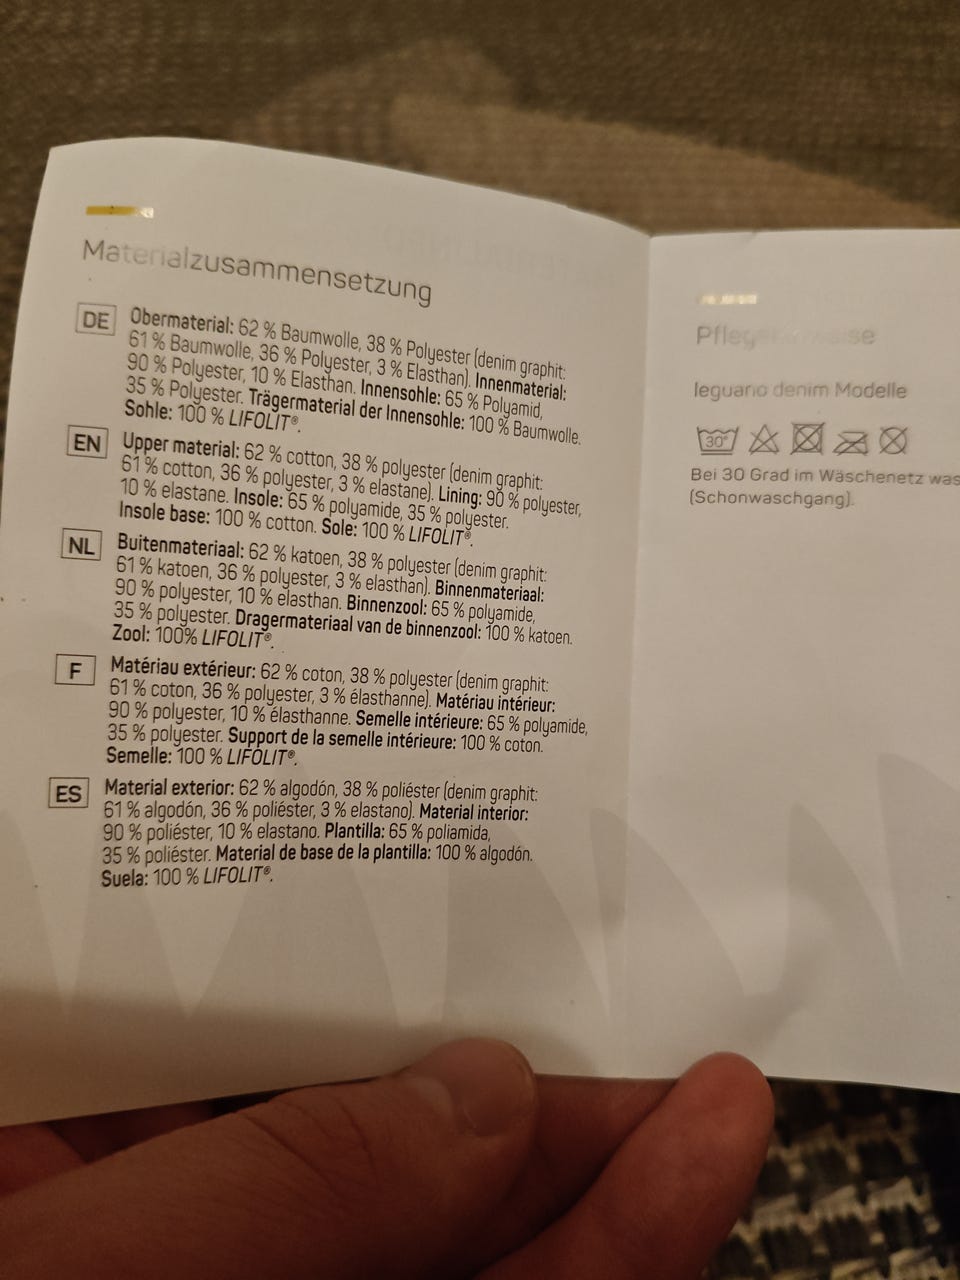 Materialzusammensetzung
DE Obermaterial: 62 % Baumwolle, 38 % Polyester (denim graphit:
61 % Baumwolle, 36 % Polyester, 3 % Elasthan). Innenmaterial:
90 % Polyester, 10 % Elasthan. Innensohle: 65 % Polyamid,
35 % Polyester. Trägermaterial der Innensohle: 100 % Baumwolle.
Sohle: 100 % LIFOLIT®.
EN Upper material: 62 % cotton, 38 % polyester (denim graphit:
61 % cotton, 36 % polyester, 3 % elastane). Lining: 90 % polyester,
10 % elastane. Insole: 65 % polyamide, 35 % polyester.
Insole base: 100 % cotton. Sole: 100 % LIFOLIT®.
NL Buitenmateriaal: 62 % katoen, 38 % polyester (denim graphit:
61 % katoen, 36 % polyester, 3 % elasthan). Binnenmateriaal:
90 % polyester, 10 % elasthan. Binnenzool: 65 % polyamide,
35 % polyester. Dragermateriaal van de binnenzool: 100 % katoen.
Zool: 100% LIFOLIT®.
F Matériau extérieur: 62 % coton, 38 % polyester (denim graphit:
61 % coton, 36 % polyester, 3 % élasthanne). Matériau intérieur:
90 % polyester, 10 % élasthanne. Semelle intérieure: 65 % polyamide,
35 % polyester. Support de la semelle intérieure: 100 % coton.
Semelle: 100 % LIFOLIT®.
ES Material exterior: 62 % algodón, 38 % poliéster (denim graphit:
61 % algodón, 36 % poliéster, 3 % elastano). Material interior:
90 % poliéster, 10 % elastano. Plantilla: 65 % poliamida,
35 % poliéster. Material de base de la plantilla: 100 % algodón.
Suela: 100 % LIFOLIT®.
leguano denim Modelle
30°
Bei 30 Grad im Wäschenetz was
(Schonwaschgang).